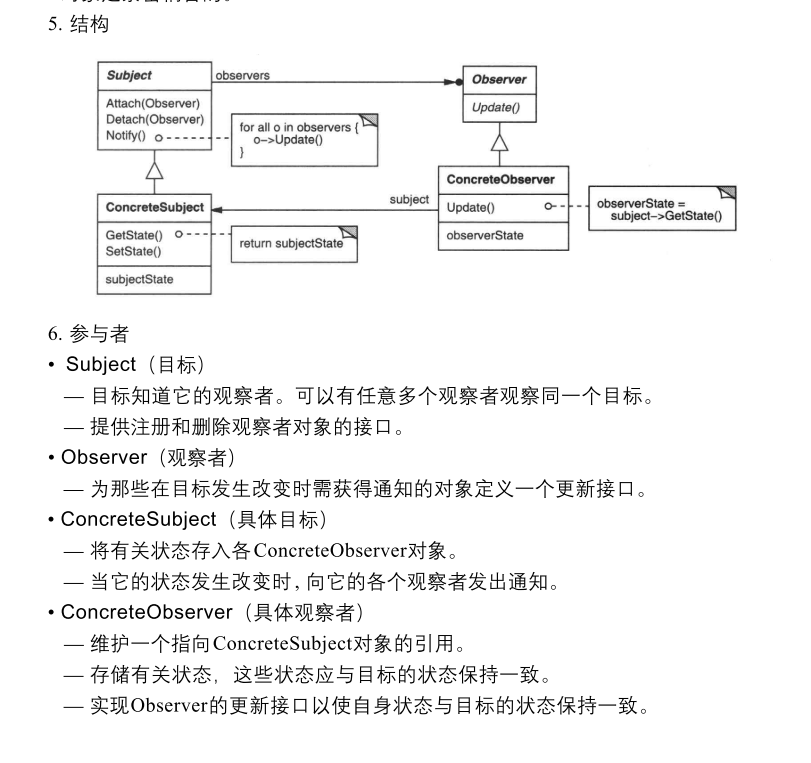 5. 结构
Subject
observers
Observer
Attach(Observer)
Detach(Observer)
Notify()
for all o in observers {
o->Update()
}
Update()
ConcreteSubject
subject
ConcreteObserver
GetState()
SetState()
return subjectState
Update()
observerState =
subject->GetState()
subjectState
observerState
6. 参与者
• Subject（目标）
— 目标知道它的观察者。可以有任意多个观察者观察同一个目标。
— 提供注册和删除观察者对象的接口。
• Observer（观察者）
— 为那些在目标发生改变时需获得通知的对象定义一个更新接口。
• ConcreteSubject（具体目标）
— 将有关状态存入各ConcreteObserver对象。
— 当它的状态发生改变时, 向它的各个观察者发出通知。
• ConcreteObserver（具体观察者）
— 维护一个指向ConcreteSubject对象的引用。
— 存储有关状态，这些状态应与目标的状态保持一致。
— 实现Observer的更新接口以使自身状态与目标的状态保持一致。